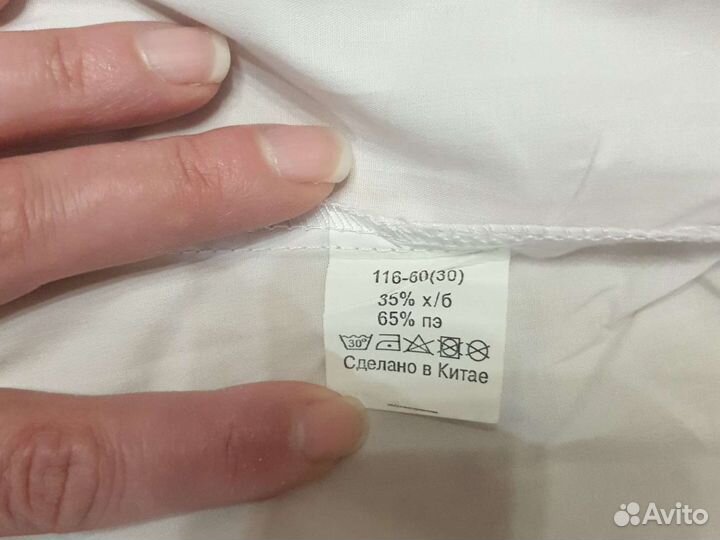 116-60(30)
35% х/б
65% пэ
30°
Сделано в Китае
Avito